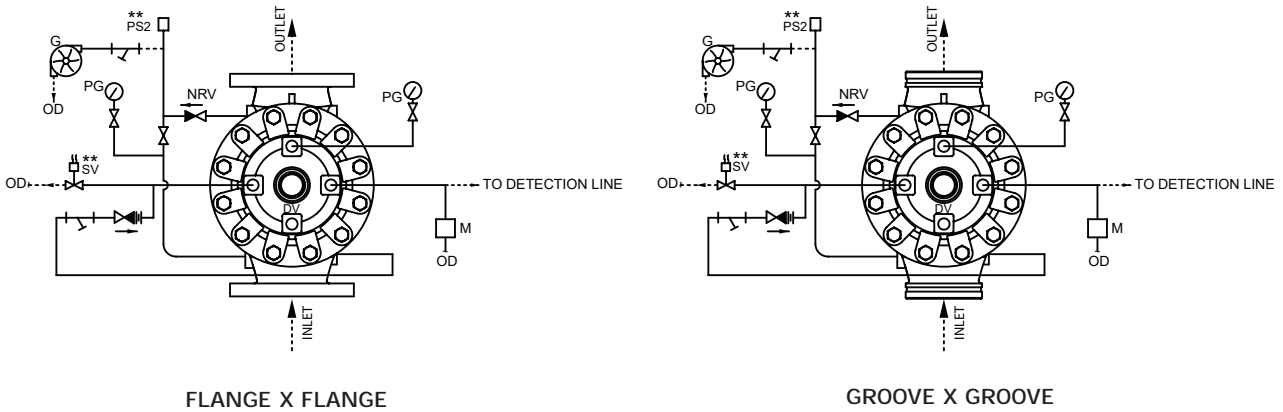 **
PS2
OUTLET
G
PG
OD
NRV
PG
**
SV
OD
TO DETECTION LINE
DV
M
OD
INLET
FLANGE X FLANGE
**
PS2
OUTLET
G
PG
OD
NRV
PG
**
SV
OD
TO DETECTION LINE
DV
M
OD
INLET
GROOVE X GROOVE